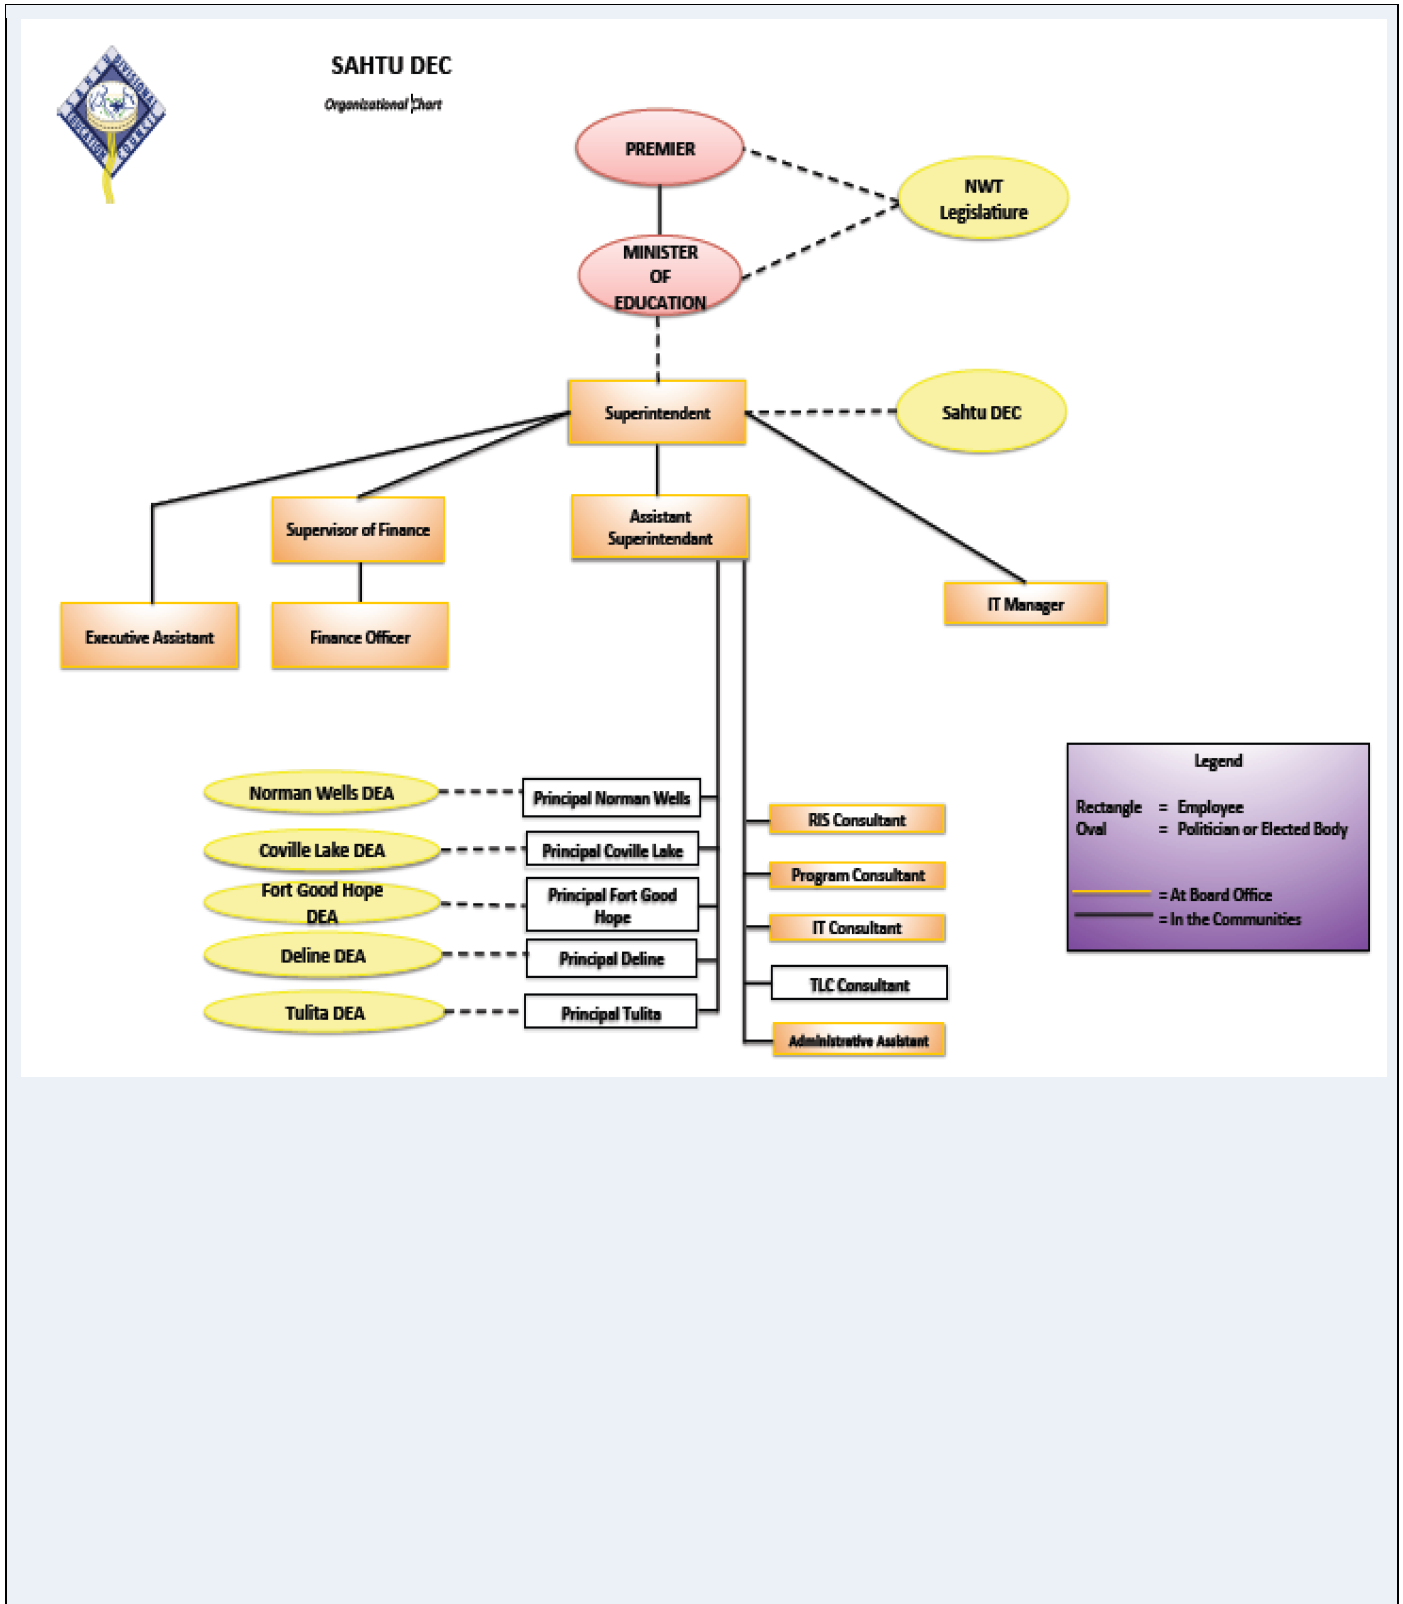 SAHTU DIVISIONAL
EDUCATION COUNCIL
SAHTU DEC
Organizational Chart
PREMIER
NWT
Legislatiure
MINISTER
OF
EDUCATION
Superintendent
Sahtu DEC
Supervisor of Finance
Assistant
Superintendant
IT Manager
Executive Assistant
Finance Officer
Norman Wells DEA
Principal Norman Wells
Coville Lake DEA
Principal Coville Lake
Fort Good Hope
DEA
Principal Fort Good
Hope
Deline DEA
Principal Deline
Tulita DEA
Principal Tulita
RIS Consultant
Program Consultant
IT Consultant
TLC Consultant
Administrative Assistant
Legend
Rectangle = Employee
Oval = Politician or Elected Body
= At Board Office
= In the Communities